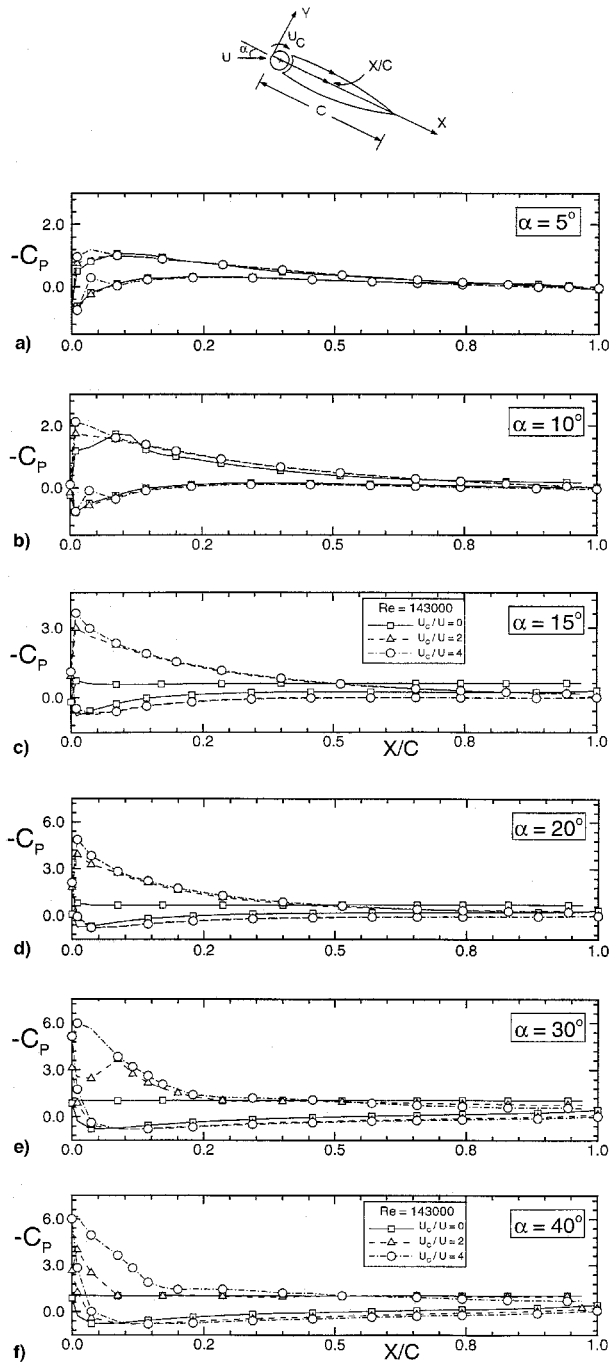 Y
U_C
α
U
X/C
C
X
-C_P
2.0
0.0
α = 5°
a)
0.0 0.2 0.5 0.8 1.0
-C_P
2.0
0.0
α = 10°
b)
0.0 0.2 0.5 0.8 1.0
-C_P
3.0
0.0
Re = 143000
U_c/U = 0
U_c/U = 2
U_c/U = 4
α = 15°
c)
0.0 0.2 0.5 0.8 1.0
X/C
-C_P
6.0
3.0
0.0
α = 20°
d)
0.0 0.2 0.5 0.8 1.0
-C_P
6.0
3.0
0.0
α = 30°
e)
0.0 0.2 0.5 0.8 1.0
-C_P
6.0
3.0
0.0
Re = 143000
U_c/U = 0
U_c/U = 2
U_c/U = 4
α = 40°
f)
0.0 0.2 0.5 0.8 1.0
X/C